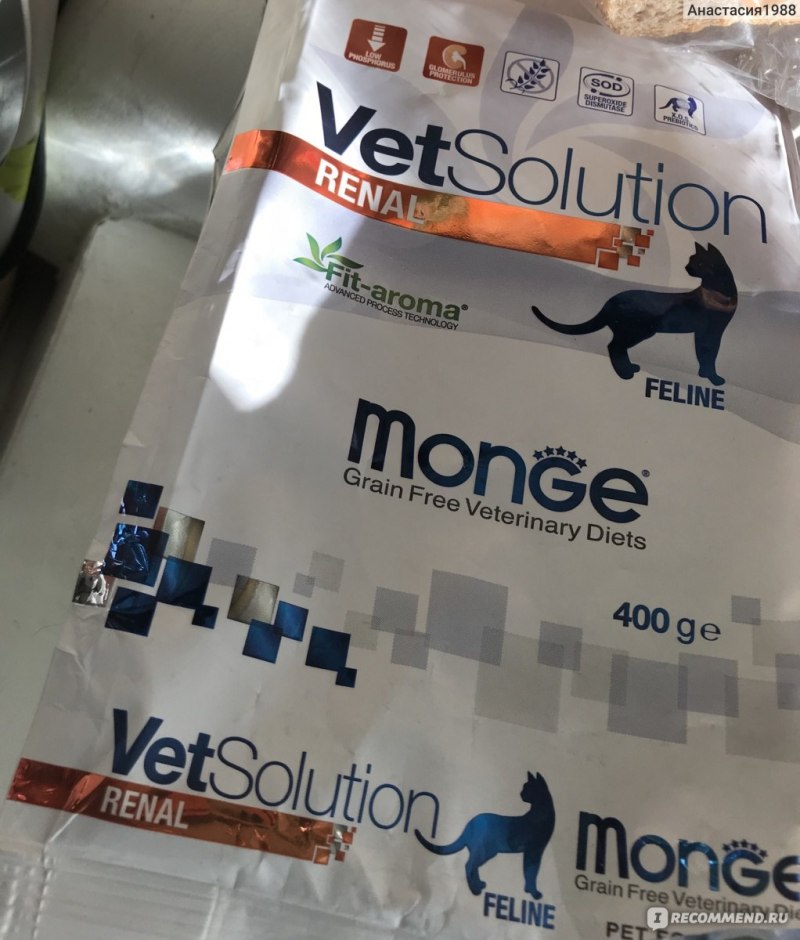 Анастасия1988
LOW
PHOSPHORUS
GLOMERULUS
PROTECTION
SOD
SUPEROXIDE
DISMUTASE
X.O.S.
PREBIOTICS
VetSolution
RENAL
Fit-aroma®
ADVANCED PROCESS TECHNOLOGY
FELINE
monGe®
Grain Free Veterinary Diets
400 g e
VetSolution
RENAL
FELINE
monGe
Grain Free Veterinary
PET
RECOMMEND.RU